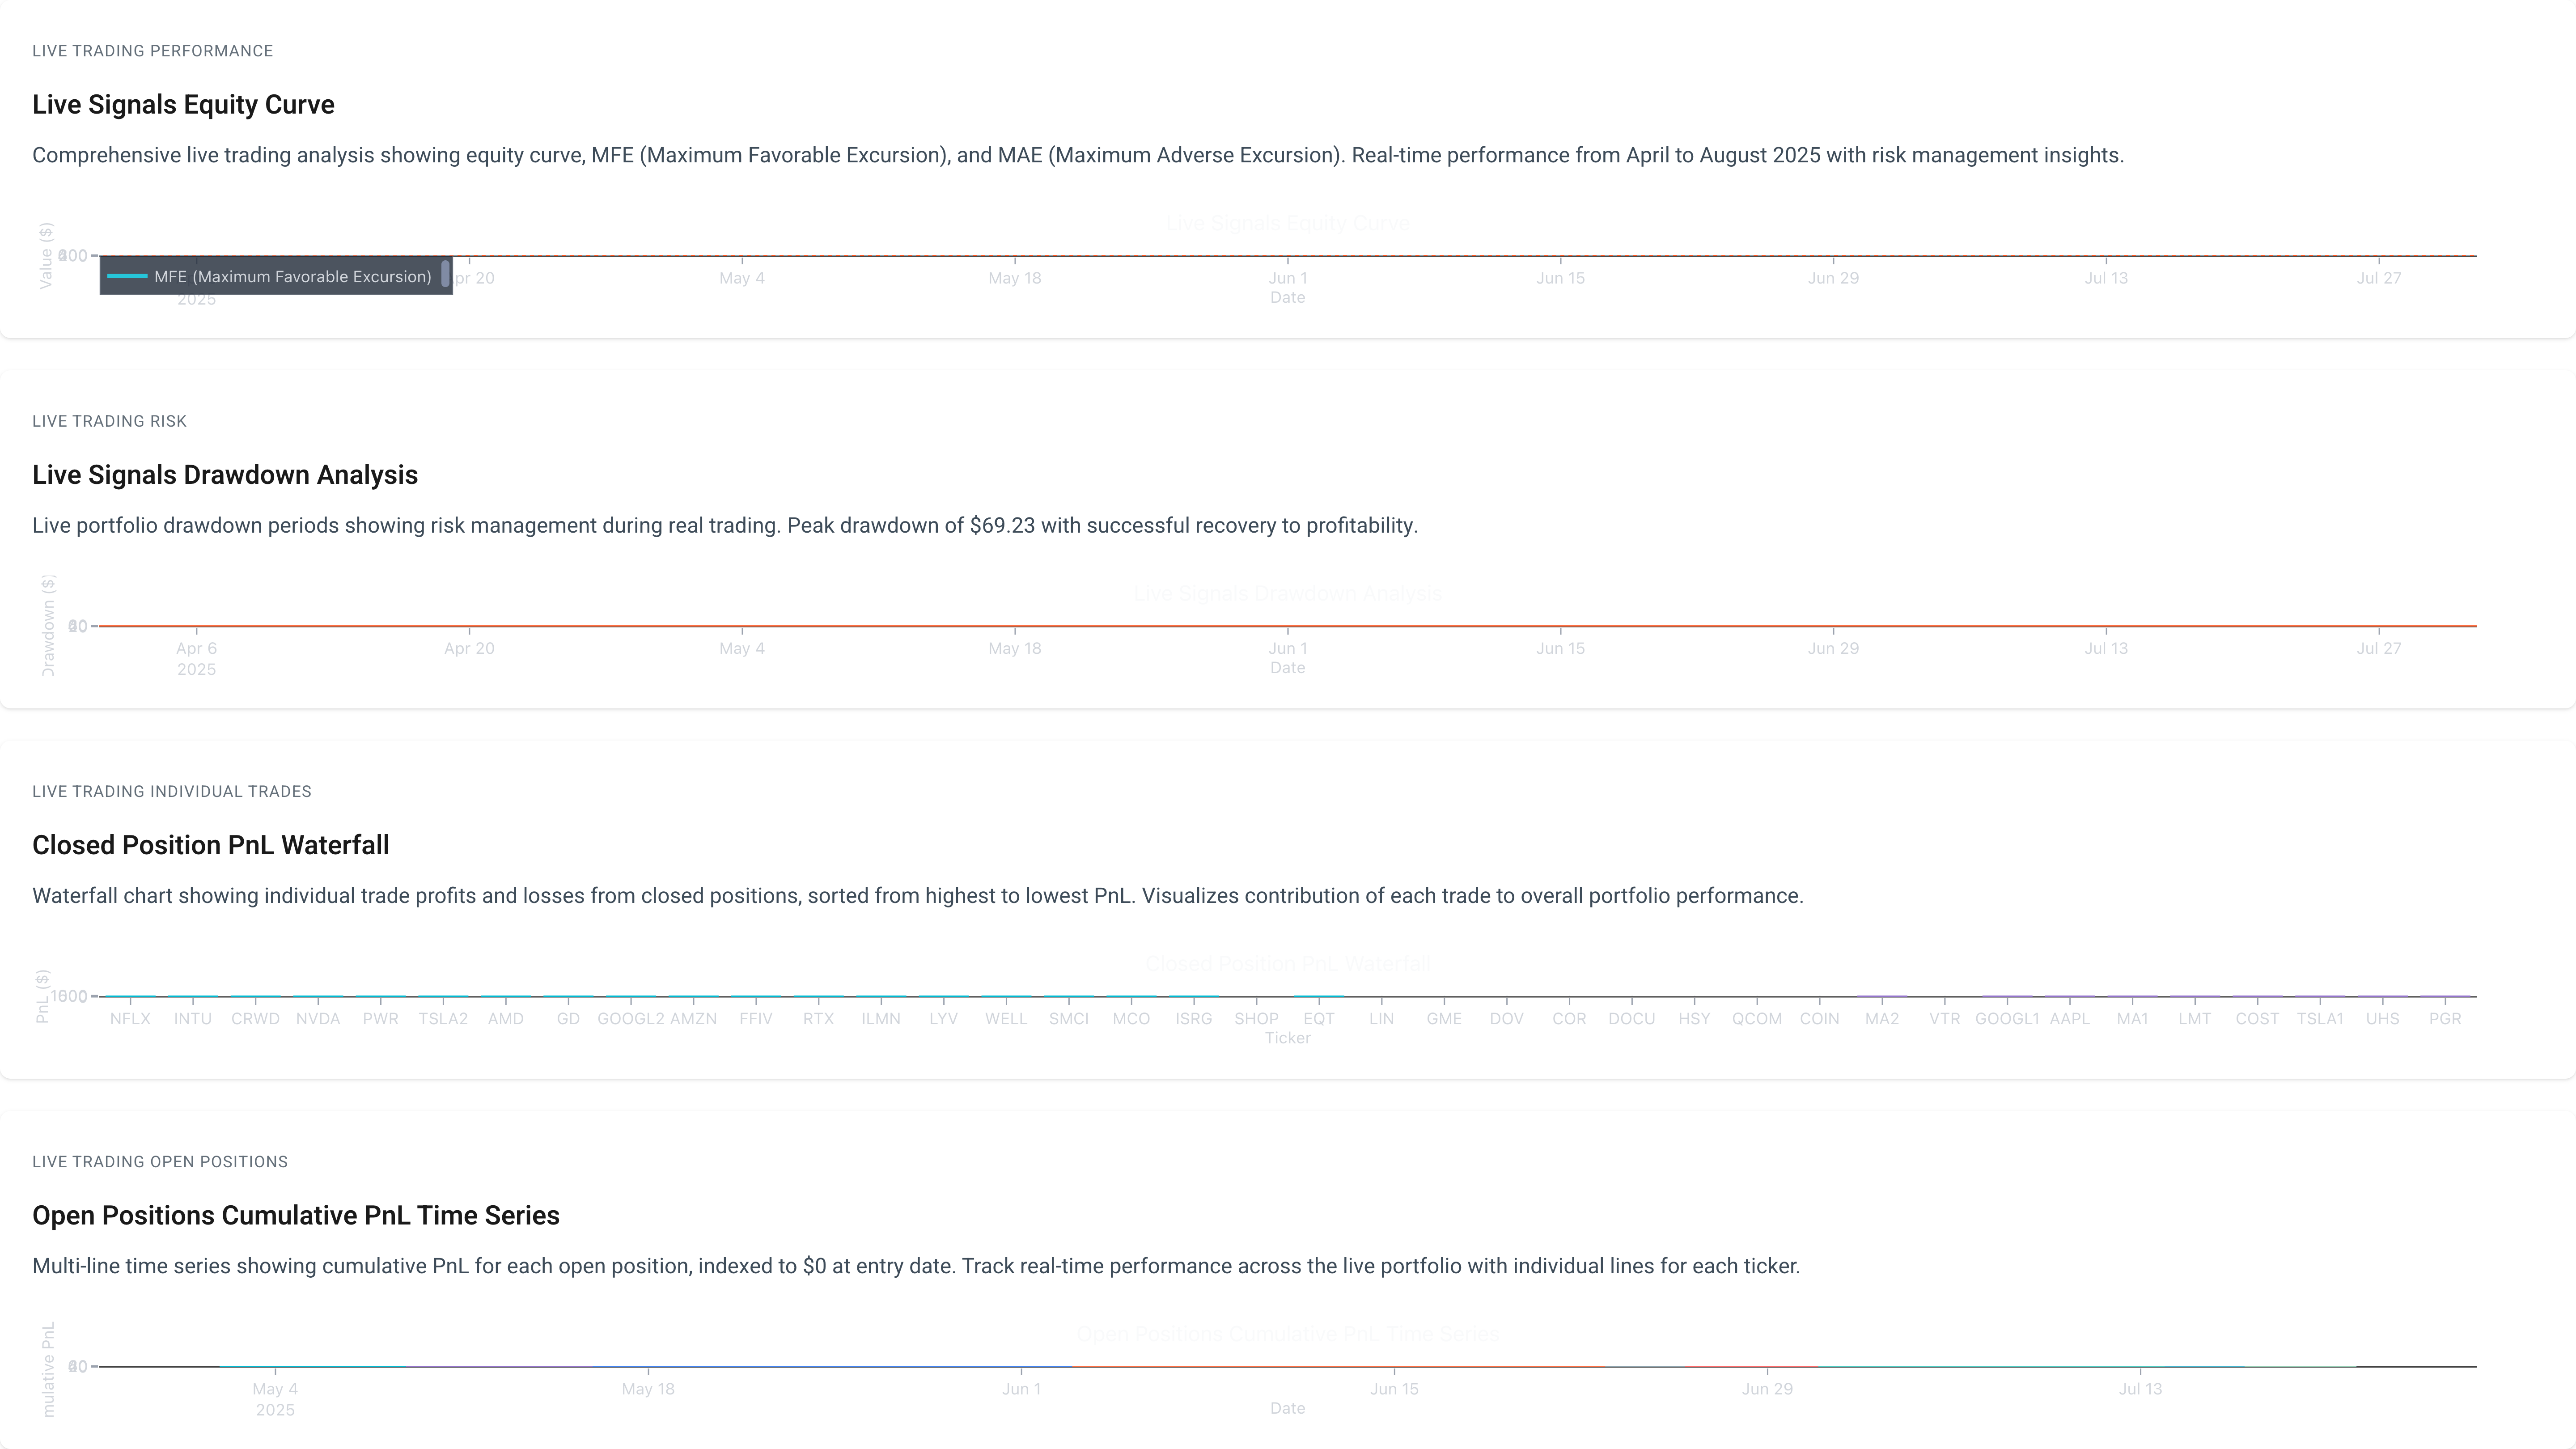 LIVE TRADING PERFORMANCE
Live Signals Equity Curve
Comprehensive live trading analysis showing equity curve, MFE (Maximum Favorable Excursion), and MAE (Maximum Adverse Excursion). Real-time performance from April to August 2025 with risk management insights.
Live Signals Equity Curve
Value ($)
MFE (Maximum Favorable Excursion)
pr 20 May 4 May 18 Jun 1 Jun 15 Jun 29 Jul 13 Jul 27
2025
Date
LIVE TRADING RISK
Live Signals Drawdown Analysis
Live portfolio drawdown periods showing risk management during real trading. Peak drawdown of $69.23 with successful recovery to profitability.
Live Signals Drawdown Analysis
Drawdown ($)
Apr 6 Apr 20 May 4 May 18 Jun 1 Jun 15 Jun 29 Jul 13 Jul 27
2025
Date
LIVE TRADING INDIVIDUAL TRADES
Closed Position PnL Waterfall
Waterfall chart showing individual trade profits and losses from closed positions, sorted from highest to lowest PnL. Visualizes contribution of each trade to overall portfolio performance.
Closed Position PnL Waterfall
PnL ($)
NFLX INTU CRWD NVDA PWR TSLA2 AMD GD GOOGL2 AMZN FFIV RTX ILMN LYV WELL SMCI MCO ISRG SHOP EQT LIN GME DOV COR DOCU HSY QCOM COIN MA2 VTR GOOGL1 AAPL MA1 LMT COST TSLA1 UHS PGR
Ticker
LIVE TRADING OPEN POSITIONS
Open Positions Cumulative PnL Time Series
Multi-line time series showing cumulative PnL for each open position, indexed to $0 at entry date. Track real-time performance across the live portfolio with individual lines for each ticker.
Open Positions Cumulative PnL Time Series
mulative PnL
May 4 May 18 Jun 1 Jun 15 Jun 29 Jul 13
2025
Date